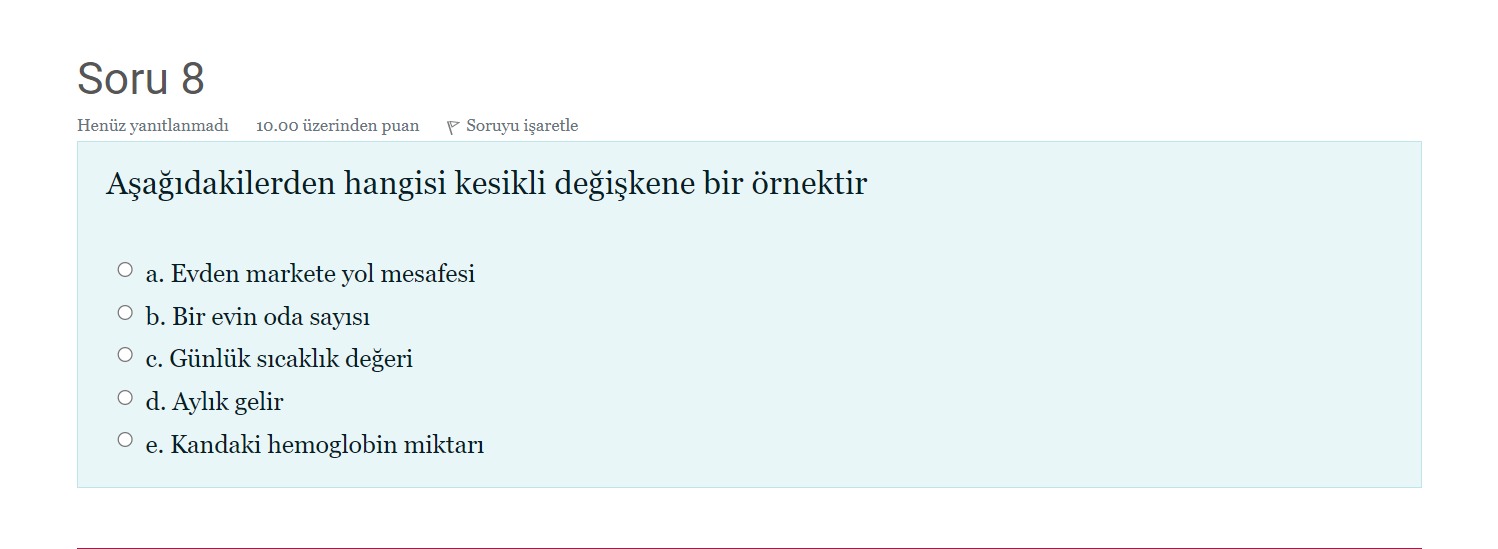 Soru 8
Henüz yanıtlanmadı 10.00 üzerinden puan Soruyu işaretle
Aşağıdakilerden hangisi kesikli değişkene bir örnektir
a. Evden markete yol mesafesi
b. Bir evin oda sayısı
c. Günlük sıcaklık değeri
d. Aylık gelir
e. Kandaki hemoglobin miktarı